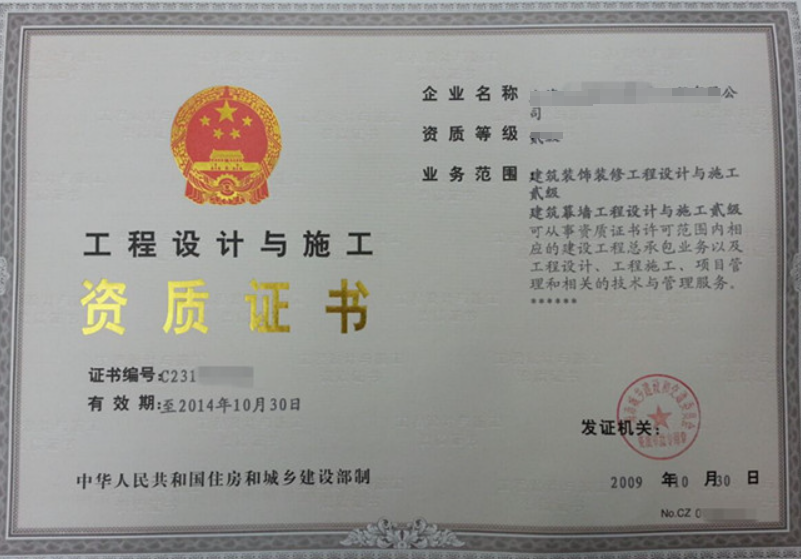 企业名称
公
司
资质等级
贰级
业务范围
建筑装饰装修工程设计与施工
贰级
建筑幕墙工程设计与施工贰级
可从事资质证书许可范围内相
应的建设工程总承包业务以及
工程设计、工程施工、项目管
理和相关的技术与管理服务。
******
工程设计与施工
资质证书
证书编号:C231
有效期:至2014年10月30日
中华人民共和国住房和城乡建设部制
发证机关:
2009 年10 月30 日
No.CZ 0